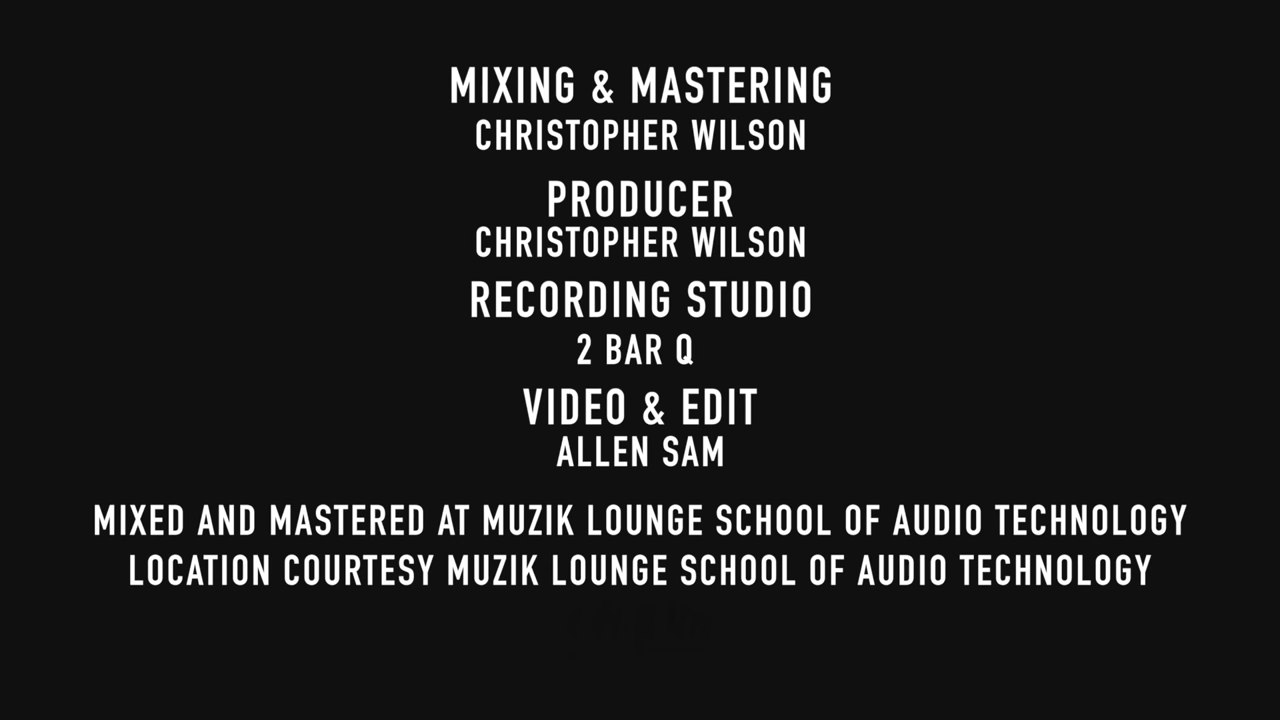 MIXING & MASTERING
CHRISTOPHER WILSON
PRODUCER
CHRISTOPHER WILSON
RECORDING STUDIO
2 BAR Q
VIDEO & EDIT
ALLEN SAM
MIXED AND MASTERED AT MUZIK LOUNGE SCHOOL OF AUDIO TECHNOLOGY
LOCATION COURTESY MUZIK LOUNGE SCHOOL OF AUDIO TECHNOLOGY